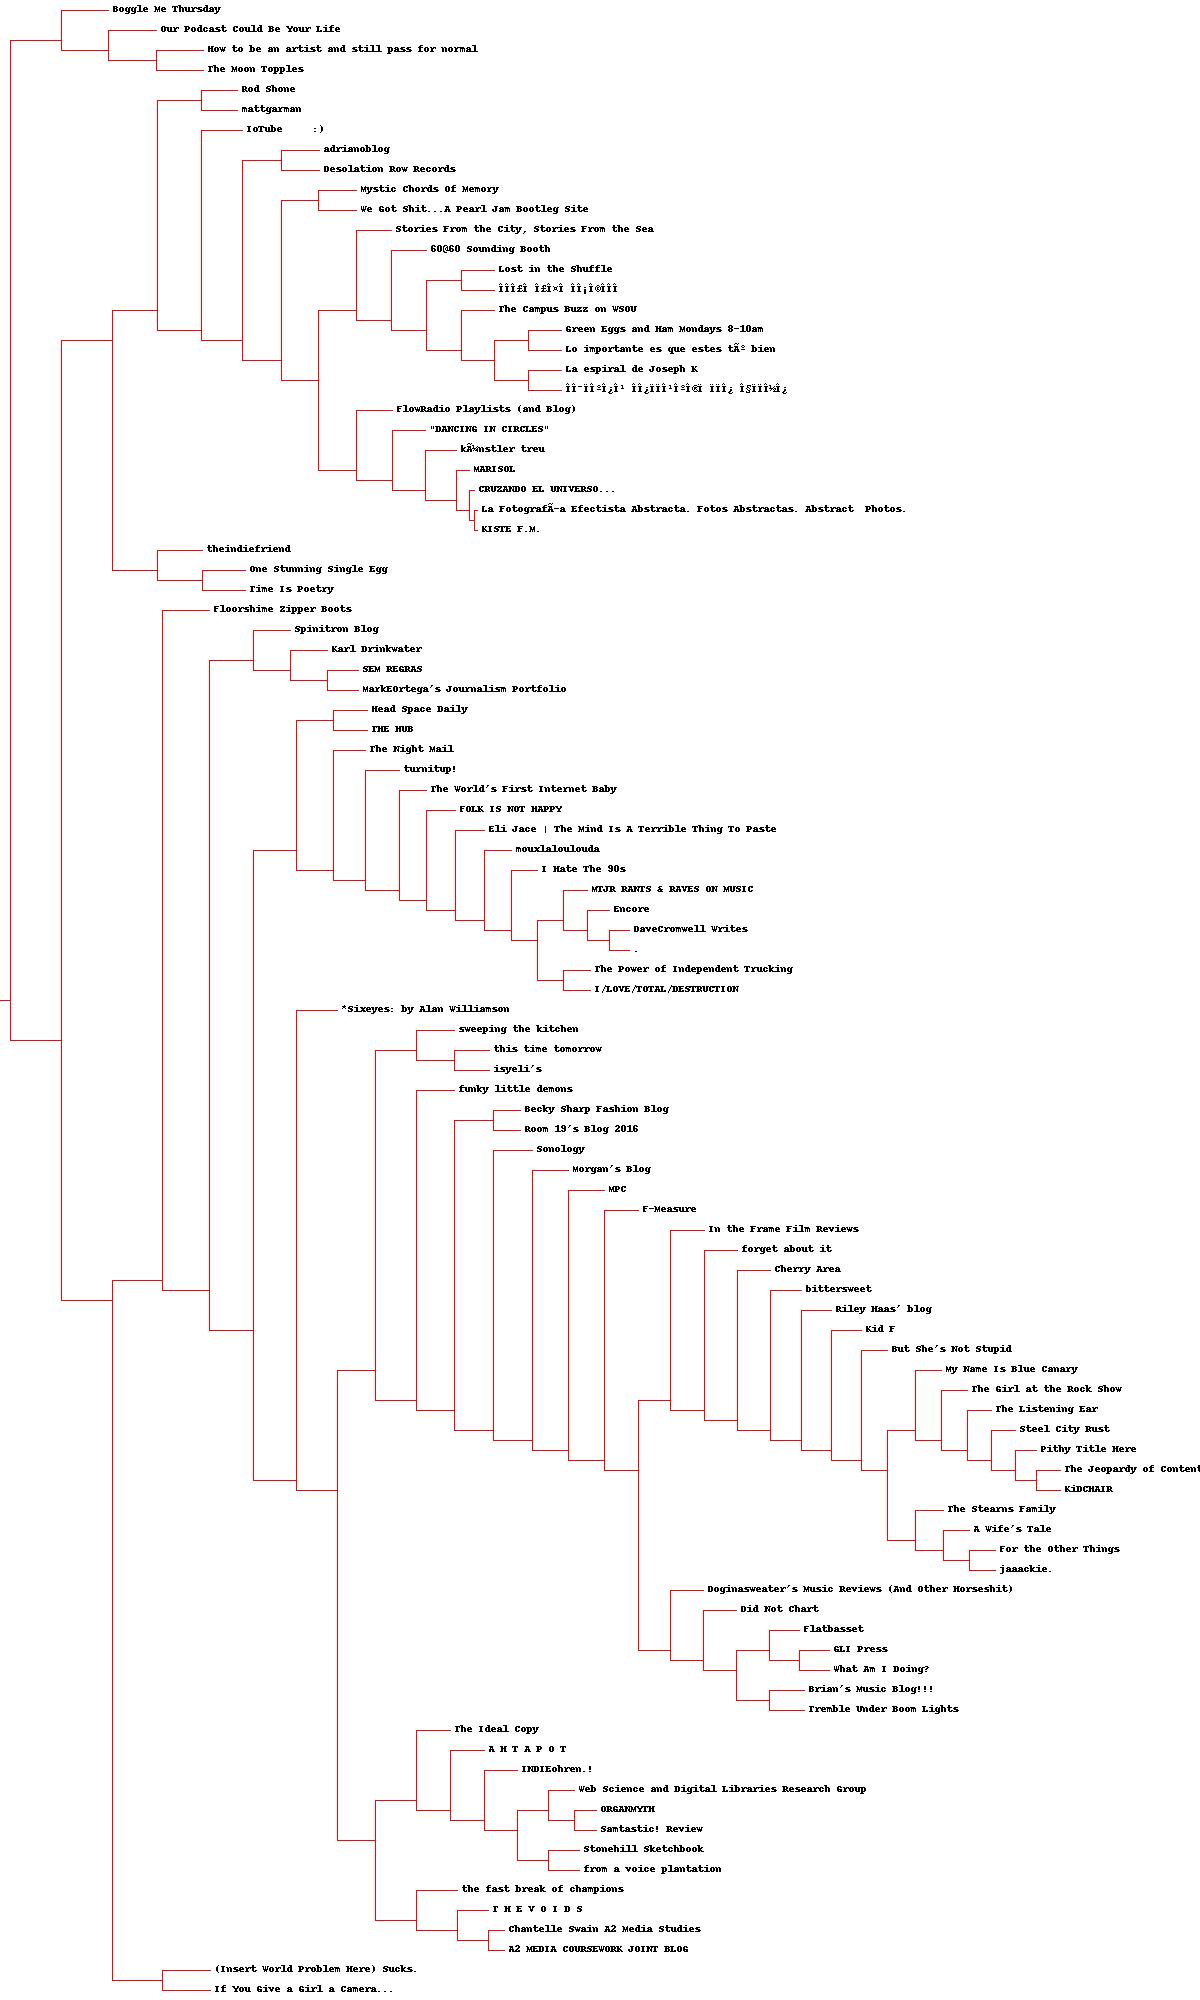 Boggle Me Thursday
Our Podcast Could Be Your Life
How to be an artist and still pass for normal
The Moon Topples
Rod Shone
mattgarman
IoTube :)
adrianoblog
Desolation Row Records
Mystic Chords Of Memory
We Got Shit...A Pearl Jam Bootleg Site
Stories From the City, Stories From the Sea
60@60 Sounding Booth
Lost in the Shuffle
The Campus Buzz on WSOU
Green Eggs and Ham Mondays 8-10am
Lo importante es que estes tÃº bien
La espiral de Joseph K
FlowRadio Playlists (and Blog)
"DANCING IN CIRCLES"
kÃ¼nstler treu
MARISOL
CRUZANDO EL UNIVERSO...
La FotografÃ-a Efectista Abstracta. Fotos Abstractas. Abstract Photos.
KISTE F.M.
theindiefriend
One Stunning Single Egg
Time Is Poetry
Floorshime Zipper Boots
Spinitron Blog
Karl Drinkwater
SEM REGRAS
MarkEOrtega's Journalism Portfolio
Head Space Daily
THE HUB
The Night Mail
turnitup!
The World's First Internet Baby
FOLK IS NOT HAPPY
Eli Jace | The Mind Is A Terrible Thing To Paste
mouxlaloulouda
I Hate The 90s
MTJR RANTS & RAVES ON MUSIC
Encore
DaveCromwell Writes
.
The Power of Independent Trucking
I/LOVE/TOTAL/DESTRUCTION
*Sixeyes: by Alan Williamson
sweeping the kitchen
this time tomorrow
isyeli's
funky little demons
Becky Sharp Fashion Blog
Room 19's Blog 2016
Sonology
Morgan's Blog
MPC
F-Measure
In the Frame Film Reviews
forget about it
Cherry Area
bittersweet
Riley Haas' blog
Kid F
But She's Not Stupid
My Name Is Blue Canary
The Girl at the Rock Show
The Listening Ear
Steel City Rust
Pithy Title Here
The Jeopardy of Content
KiDCHAIR
The Stearns Family
A Wife's Tale
For the Other Things
jaaackie.
Doginasweater's Music Reviews (And Other Horseshit)
Did Not Chart
Flatbasset
GLI Press
What Am I Doing?
Brian's Music Blog!!!
Tremble Under Boom Lights
The Ideal Copy
A H T A P O T
INDIEohren.!
Web Science and Digital Libraries Research Group
ORGANMYTH
Samtastic! Review
Stonehill Sketchbook
from a voice plantation
the fast break of champions
T H E V O I D S
Chantelle Swain A2 Media Studies
A2 MEDIA COURSEWORK JOINT BLOG
(Insert World Problem Here) Sucks.
If You Give a Girl a Camera...